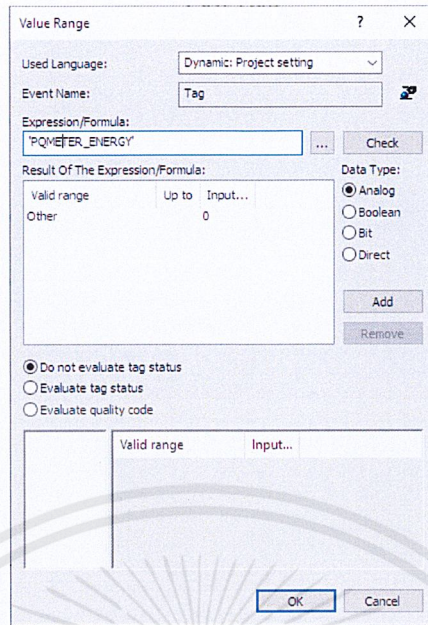 Value Range ? ×
Used Language: Dynamic: Project setting
Event Name: Tag
Expression/Formula:
'PQMETER_ENERGY' ... Check
Result Of The Expression/Formula: Data Type:
Valid range Up to Input... Analog
Other 0 Boolean
Bit
Direct
Add
Remove
Do not evaluate tag status
Evaluate tag status
Evaluate quality code
Valid range Input...
OK Cancel